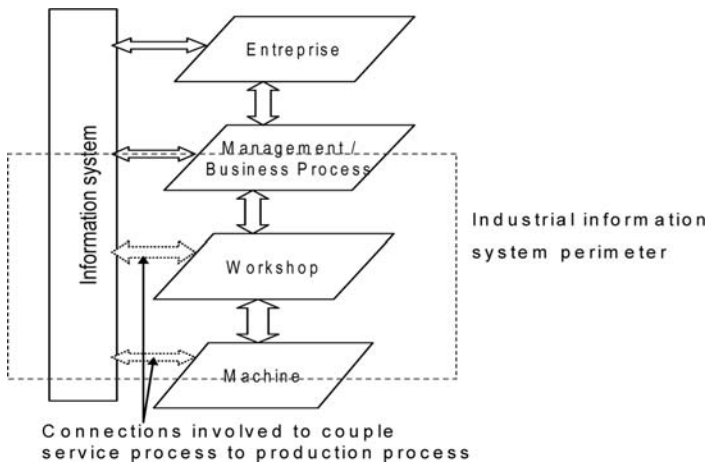 Entreprise
Management /
Business Process
Information system
Industrial information
system perimeter
Workshop
Machine
Connections involved to couple
service process to production process